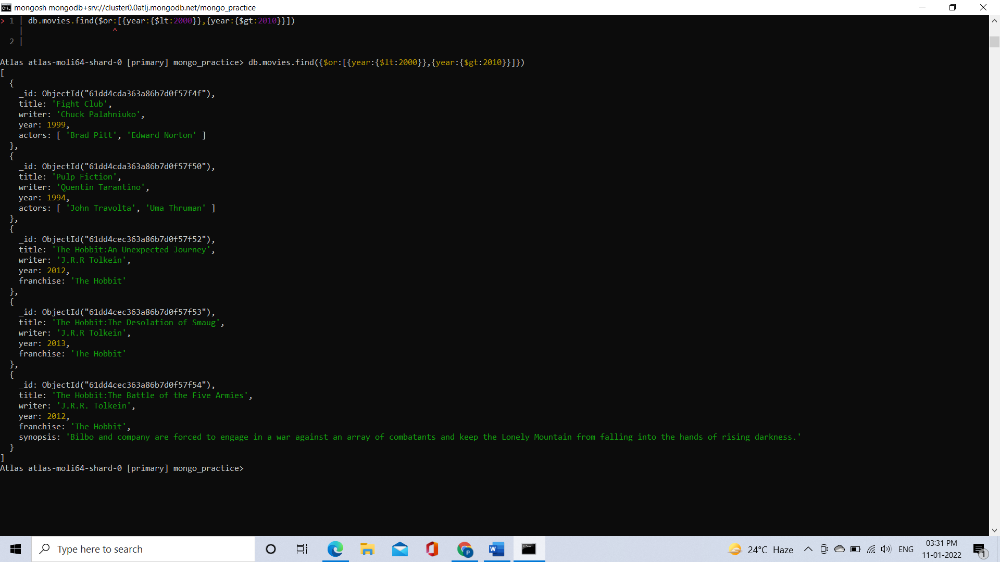 mongosh mongodb+srv://cluster0.0atlj.mongodb.net/mongo_practice
> 1 | db.movies.find($or:[{year:{$lt:2000}},{year:{$gt:2010}}])
| ^
2 |
Atlas atlas-moli64-shard-0 [primary] mongo_practice> db.movies.find({$or:[{year:{$lt:2000}},{year:{$gt:2010}}]})
[
  {
    _id: ObjectId("61dd4cda363a86b7d0f57f4f"),
    title: 'Fight Club',
    writer: 'Chuck Palahniuko',
    year: 1999,
    actors: [ 'Brad Pitt', 'Edward Norton' ]
  },
  {
    _id: ObjectId("61dd4cda363a86b7d0f57f50"),
    title: 'Pulp Fiction',
    writer: 'Quentin Tarantino',
    year: 1994,
    actors: [ 'John Travolta', 'Uma Thruman' ]
  },
  {
    _id: ObjectId("61dd4cec363a86b7d0f57f52"),
    title: 'The Hobbit:An Unexpected Journey',
    writer: 'J.R.R Tolkein',
    year: 2012,
    franchise: 'The Hobbit'
  },
  {
    _id: ObjectId("61dd4cec363a86b7d0f57f53"),
    title: 'The Hobbit:The Desolation of Smaug',
    writer: 'J.R.R Tolkein',
    year: 2013,
    franchise: 'The Hobbit'
  },
  {
    _id: ObjectId("61dd4cec363a86b7d0f57f54"),
    title: 'The Hobbit:The Battle of the Five Armies',
    writer: 'J.R.R. Tolkein',
    year: 2012,
    franchise: 'The Hobbit',
    synopsis: 'Bilbo and company are forced to engage in a war against an array of combatants and keep the Lonely Mountain from falling into the hands of rising darkness.'
  }
]
Atlas atlas-moli64-shard-0 [primary] mongo_practice>
Type here to search
24°C Haze
ENG
03:31 PM
11-01-2022
1